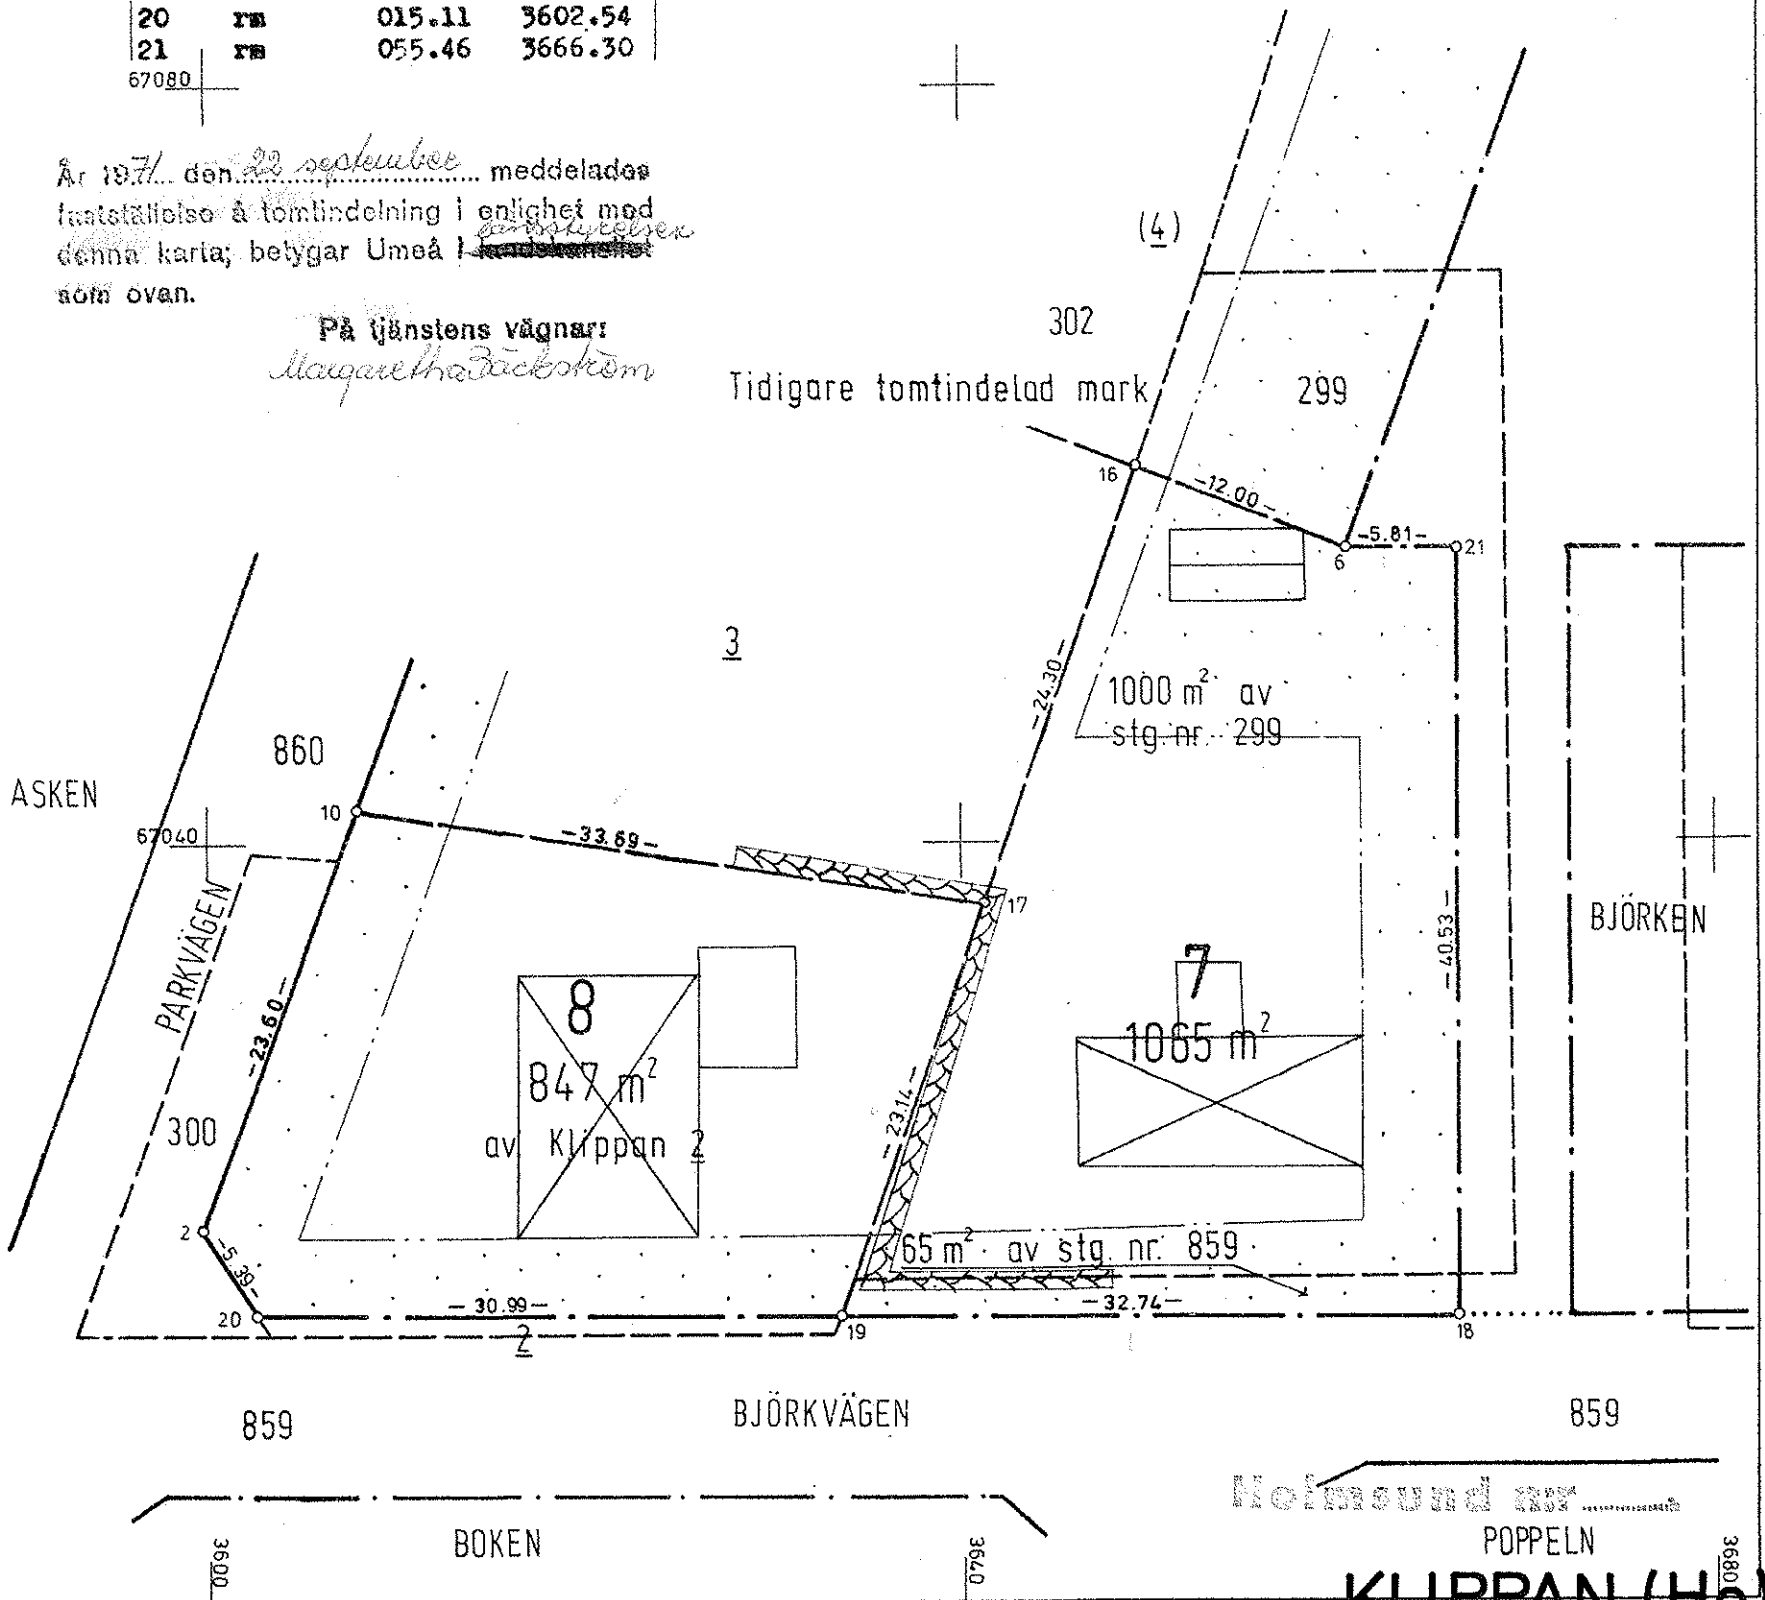 20 rm 015.11 3602.54
21 rm 055.46 3666.30
67080
År 1971 den 22 september meddelades
fastställelse å tomtindelning i enlighet med
länsstyrelsen
denna karta; betygar Umeå i landskansliet
som ovan.
På tjänstens vägnar:
Margaretha Bäckström
(4)
302
Tidigare tomtindelad mark
299
16
-12.00-
-5.81-
6
21
3
-24.30-
1000 m² av
stg. nr. 299
860
ASKEN
10
67040
-33.69-
17
PARKVÄGEN
-40.53-
BJÖRKEN
7
8
-23.60-
1065 m²
847 m²
-23.14-
300
av Klippan 2
2
-5.39-
65 m² av stg. nr. 859
-30.99-
-32.74-
20
2
19
18
859
BJÖRKVÄGEN
859
Holmsund nr
BOKEN
POPPELN
3600
3640
3680
KLIPPAN (Ho)